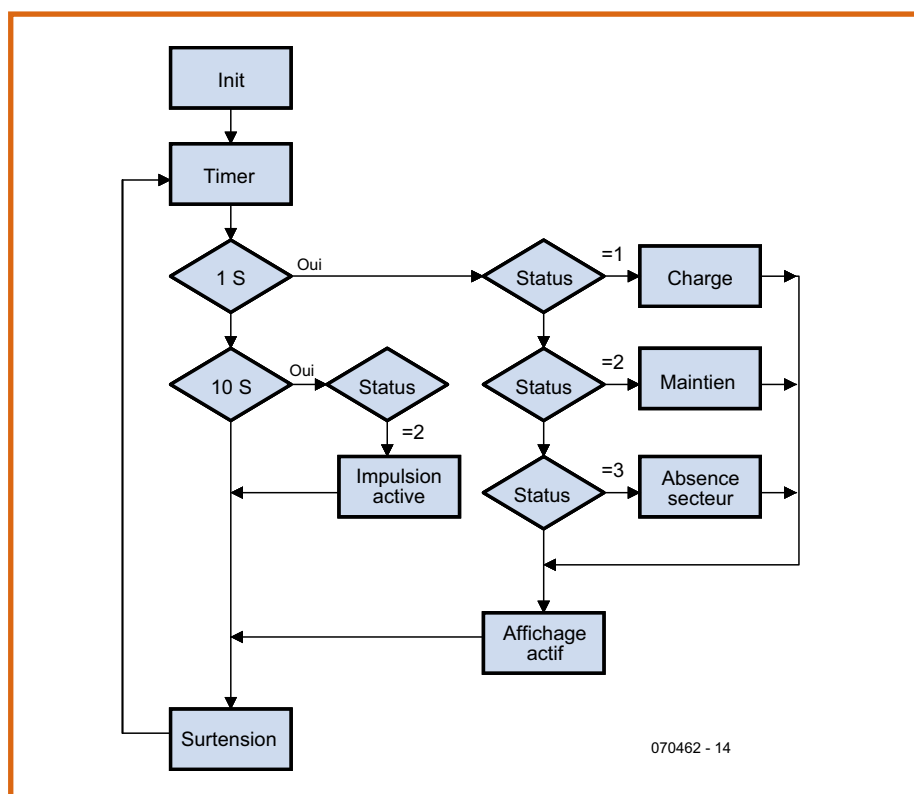 Init
Timer
1 S
Oui
Status
=1
Charge
10 S
Oui
Status
=2
Impulsion
active
Status
=2
Maintien
Status
=3
Absence
secteur
Affichage
actif
Surtension
070462 - 14